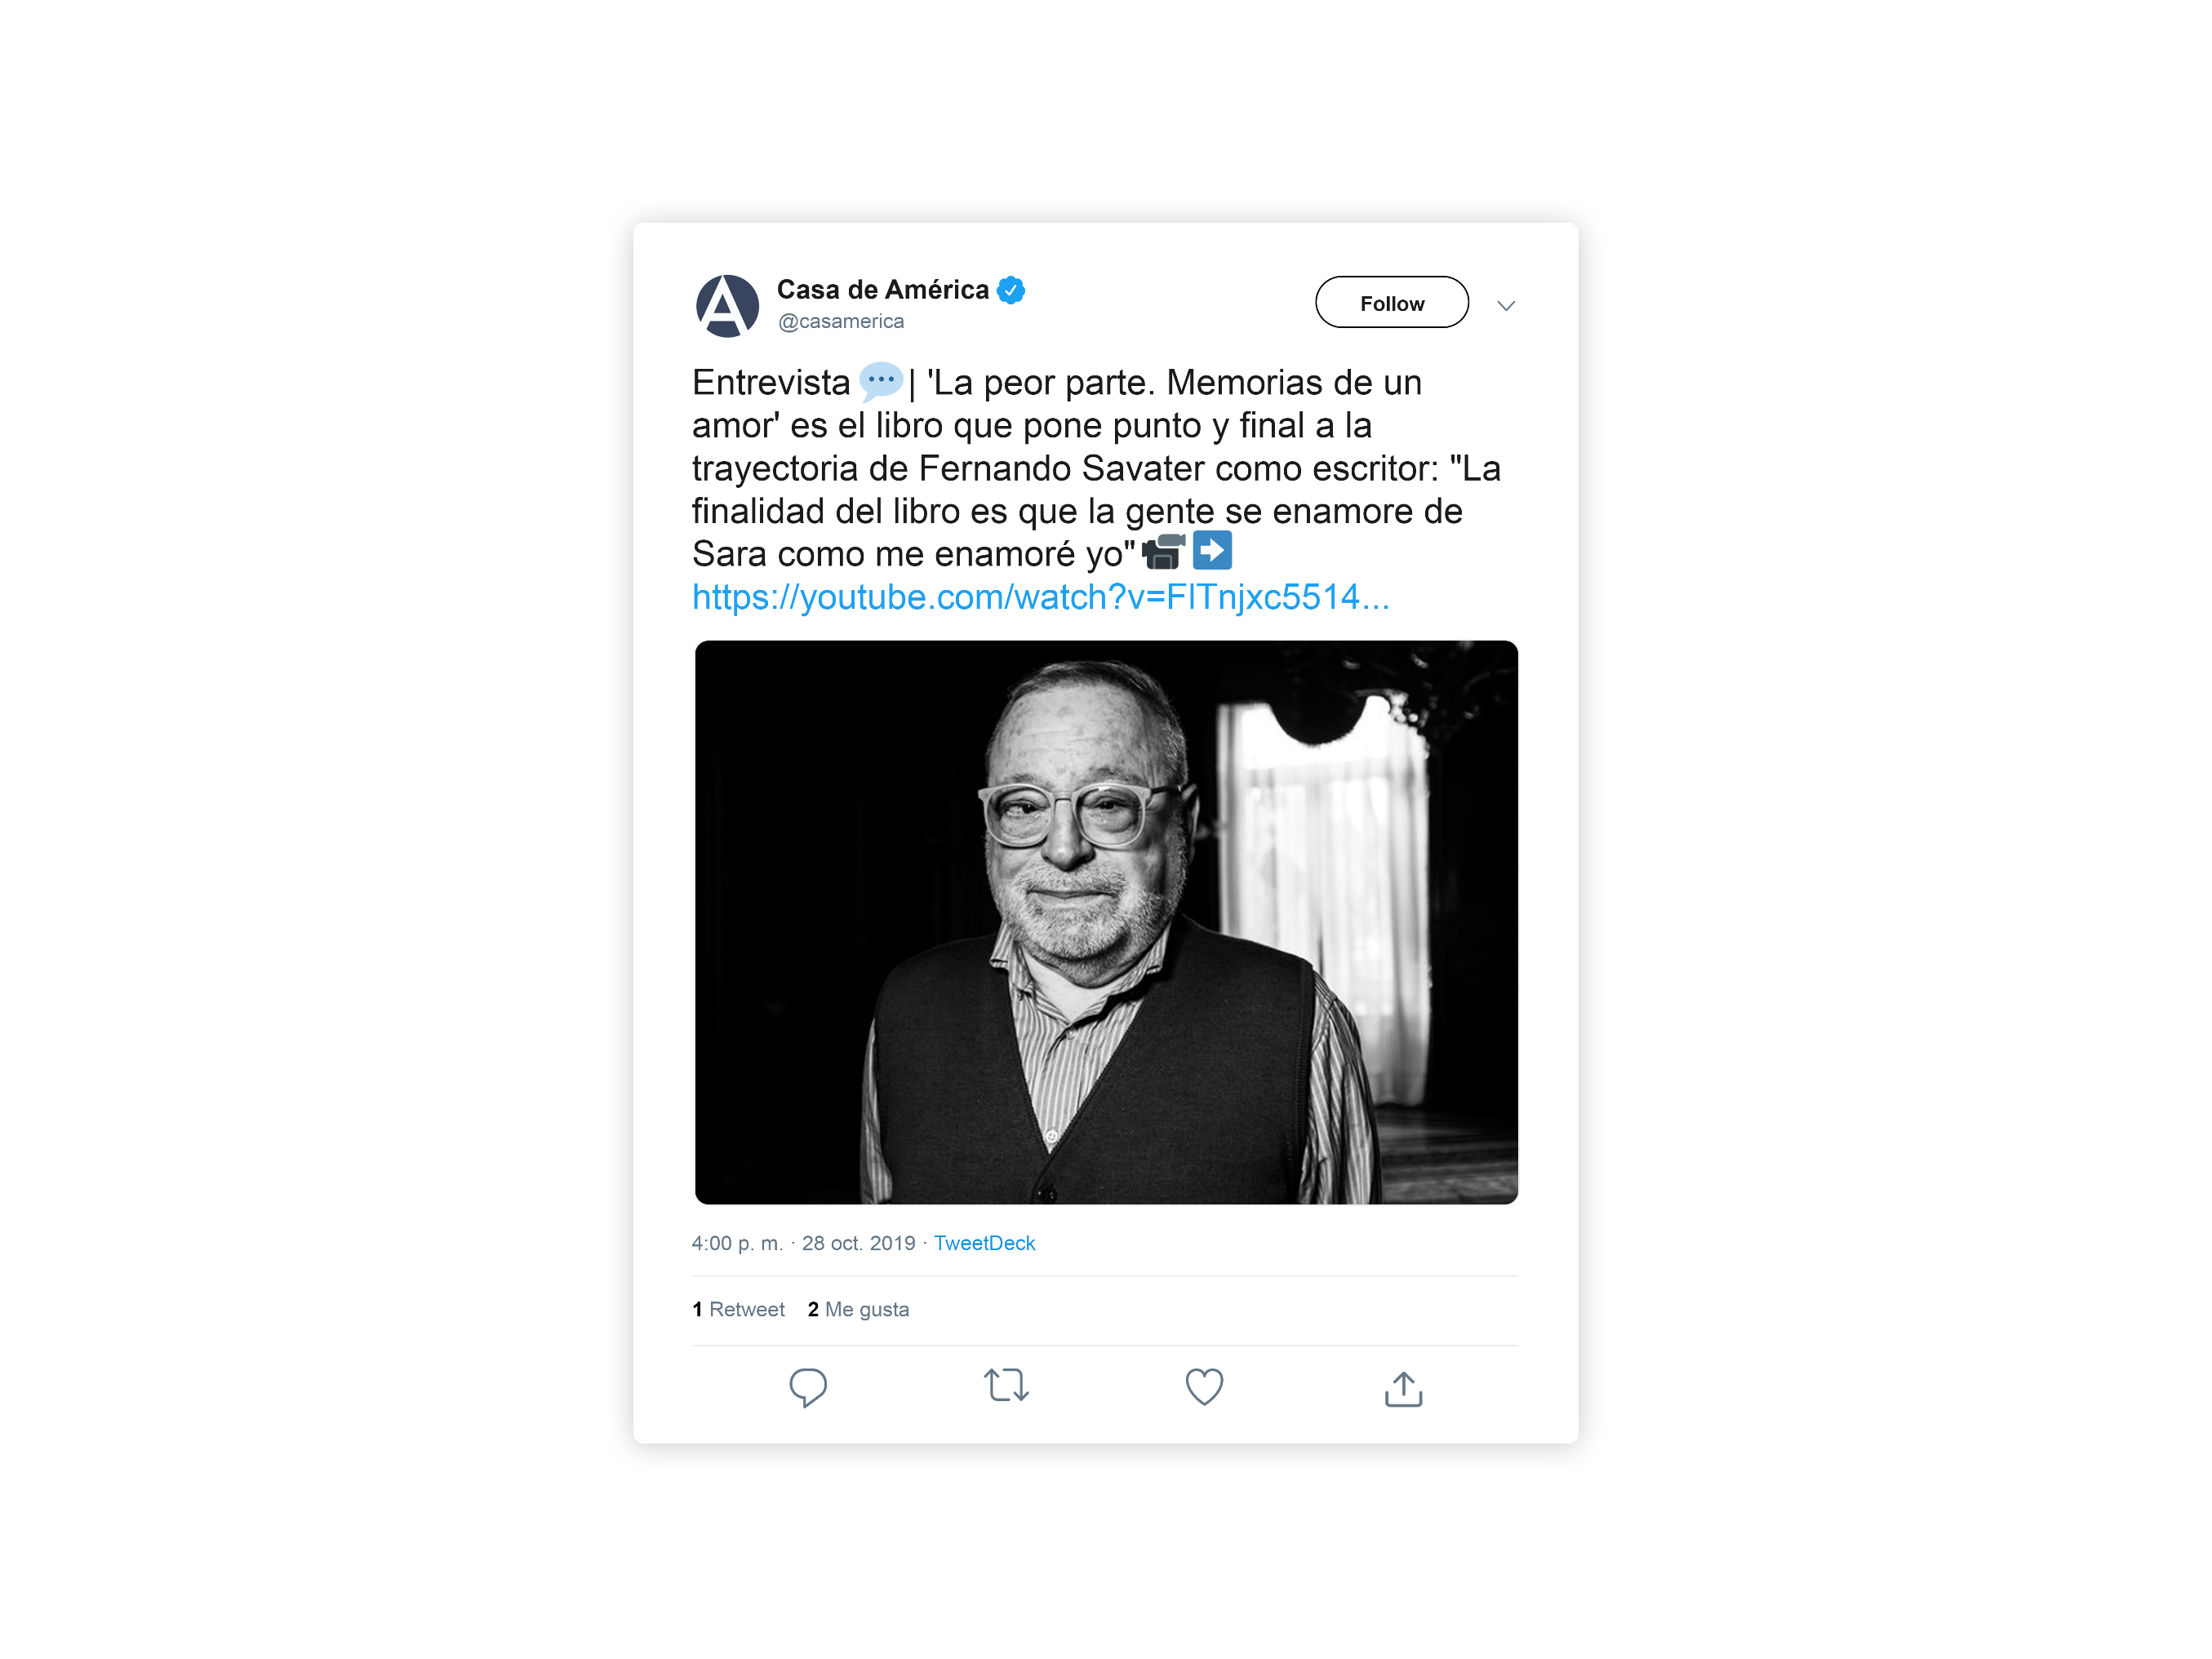 Casa de América
@casamerica
Follow
Entrevista 💬| 'La peor parte. Memorias de un
amor' es el libro que pone punto y final a la
trayectoria de Fernando Savater como escritor: "La
finalidad del libro es que la gente se enamore de
Sara como me enamoré yo"🎥➡️
https://youtube.com/watch?v=FITnjxc5514...
4:00 p. m. · 28 oct. 2019 · TweetDeck
1 Retweet 2 Me gusta